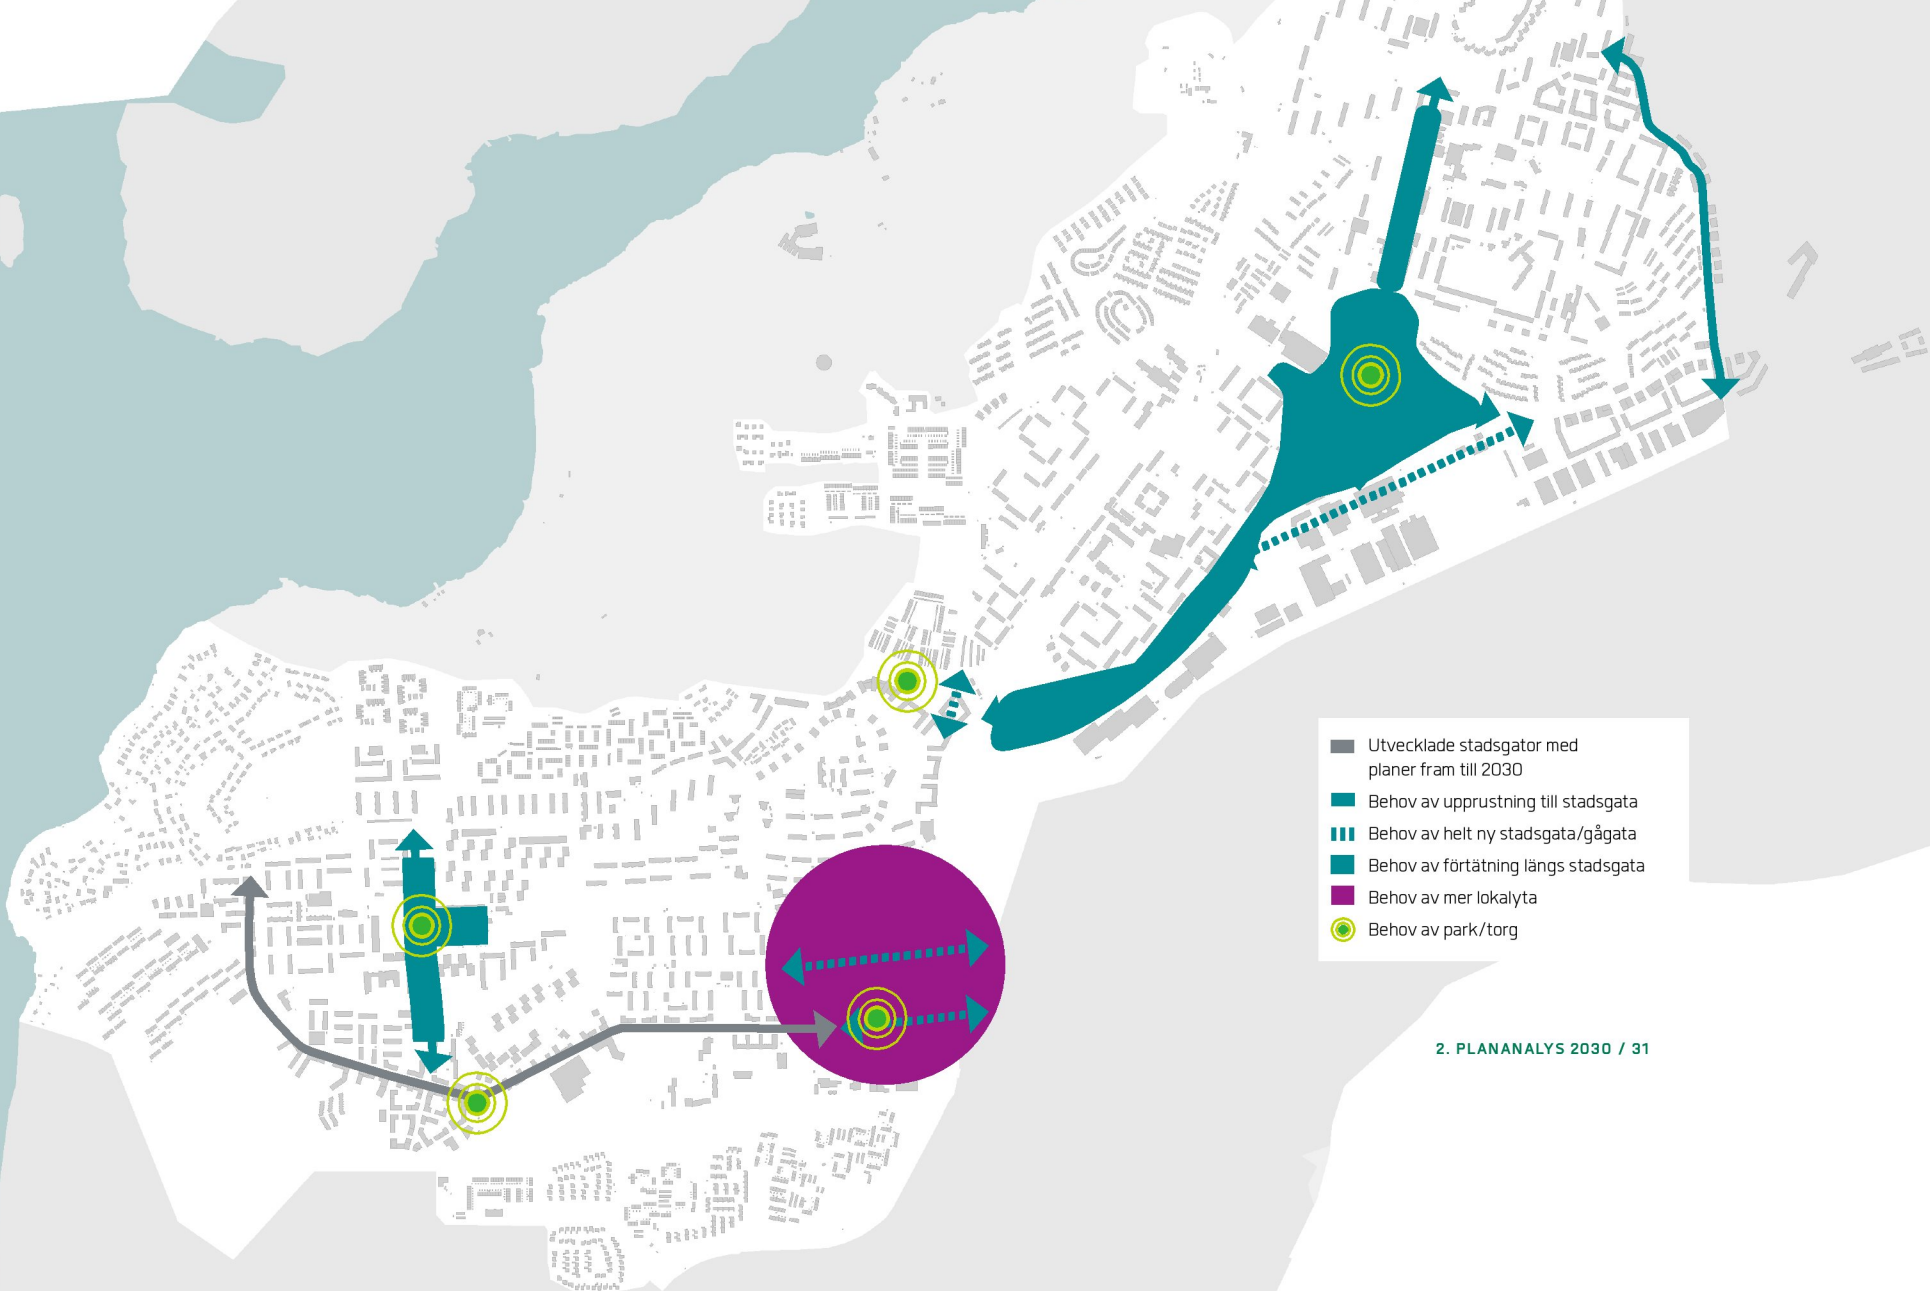 Utvecklade stadsgator med
planer fram till 2030
Behov av upprustning till stadsgata
Behov av helt ny stadsgata/gågata
Behov av förtätning längs stadsgata
Behov av mer lokalyta
Behov av park/torg
2. PLANANALYS 2030 / 31